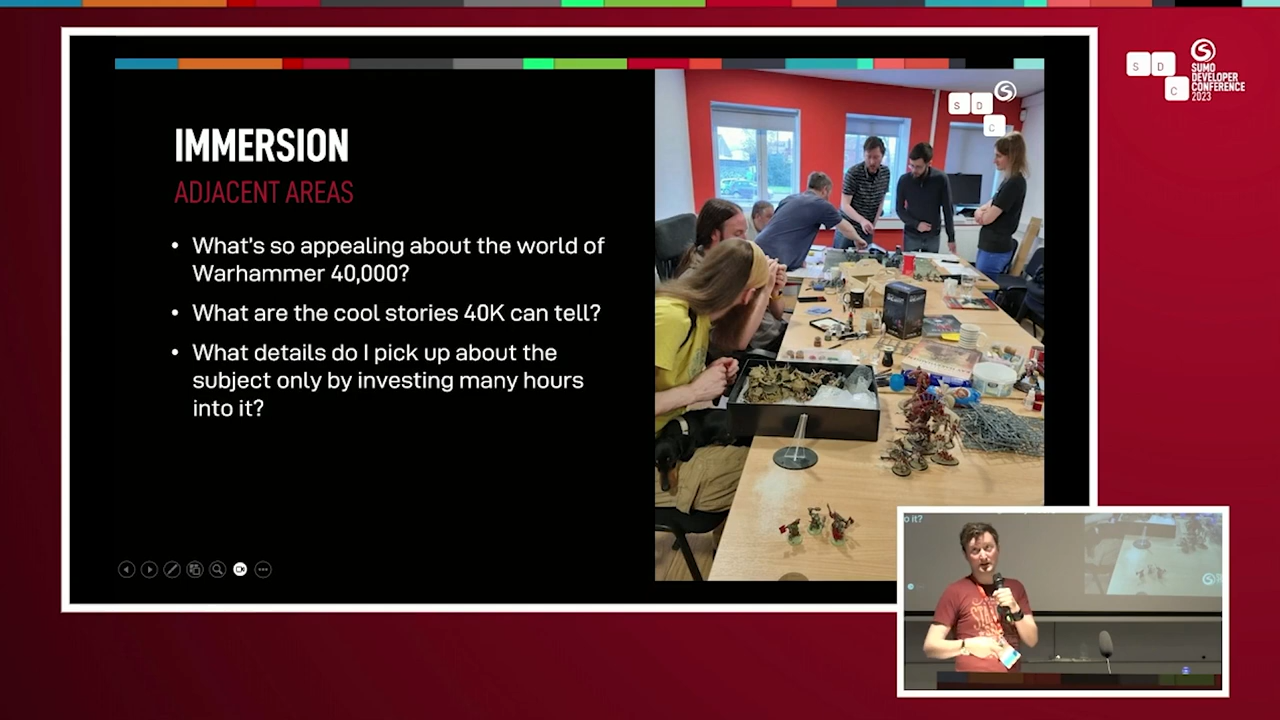 IMMERSION
ADJACENT AREAS
• What's so appealing about the world of
Warhammer 40,000?
• What are the cool stories 40K can tell?
• What details do I pick up about the
subject only by investing many hours
into it?
S D
C
S D
C
SUMO
DEVELOPER
CONFERENCE
2023
o it?